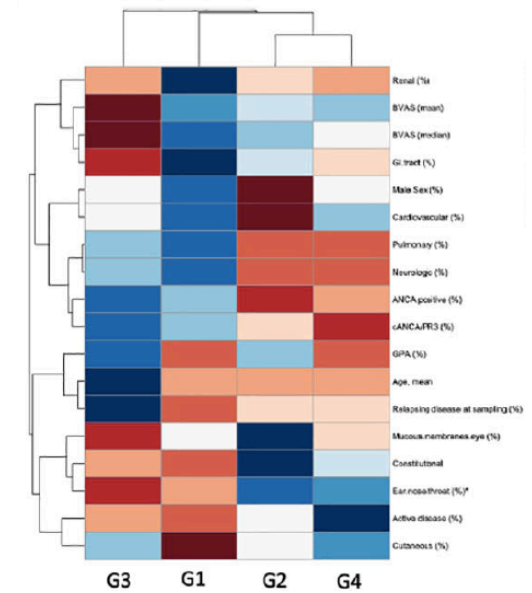 Renal (%)
BVAS (mean)
BVAS (median)
GI.tract (%)
Male Sex (%)
Cardiovascular (%)
Pulmonary (%)
Neurologic (%)
ANCA positive (%)
cANCA/PR3 (%)
GPA (%)
Age, mean
Relapsing disease at sampling (%)
Mucous.membranes.eye (%)
Constitutional
Ear.nose.throat (%)*
Active disease (%)
Cutaneous (%)
G3 G1 G2 G4